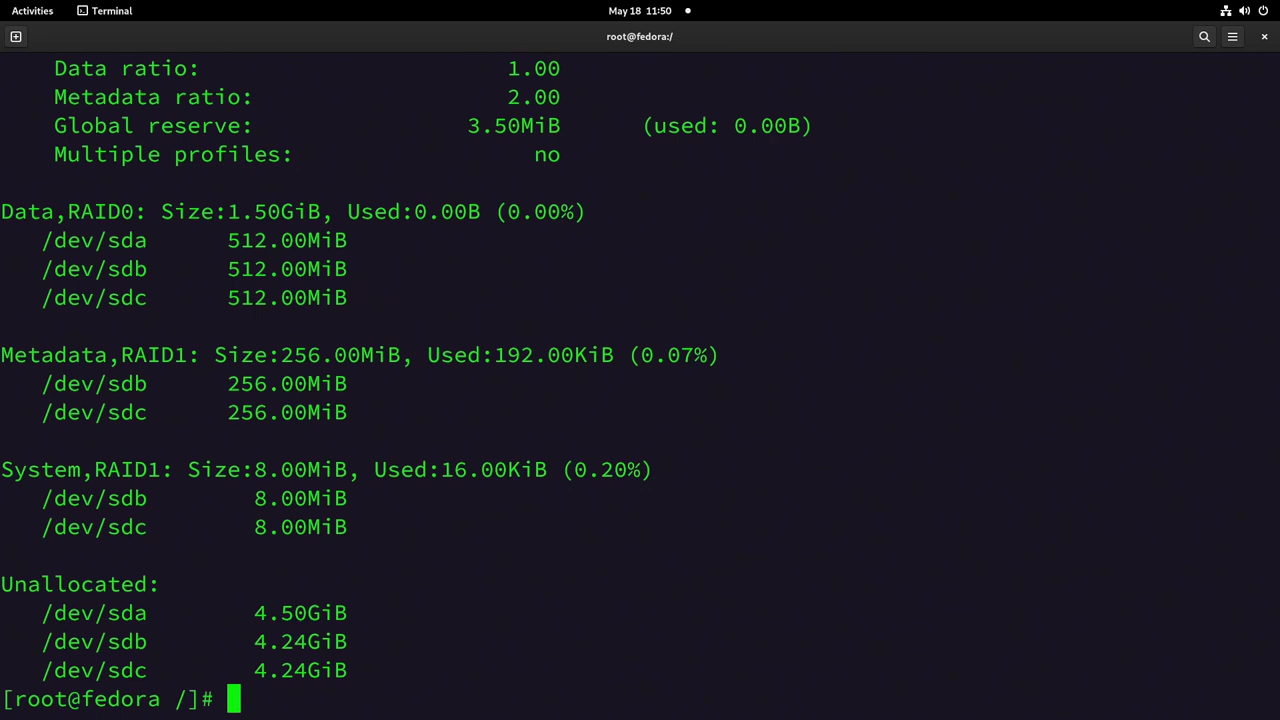 Activities Terminal May 18 11:50
root@fedora:/
Data ratio: 1.00
Metadata ratio: 2.00
Global reserve: 3.50MiB (used: 0.00B)
Multiple profiles: no
Data,RAID0: Size:1.50GiB, Used:0.00B (0.00%)
/dev/sda 512.00MiB
/dev/sdb 512.00MiB
/dev/sdc 512.00MiB
Metadata,RAID1: Size:256.00MiB, Used:192.00KiB (0.07%)
/dev/sdb 256.00MiB
/dev/sdc 256.00MiB
System,RAID1: Size:8.00MiB, Used:16.00KiB (0.20%)
/dev/sdb 8.00MiB
/dev/sdc 8.00MiB
Unallocated:
/dev/sda 4.50GiB
/dev/sdb 4.24GiB
/dev/sdc 4.24GiB
[root@fedora /]#